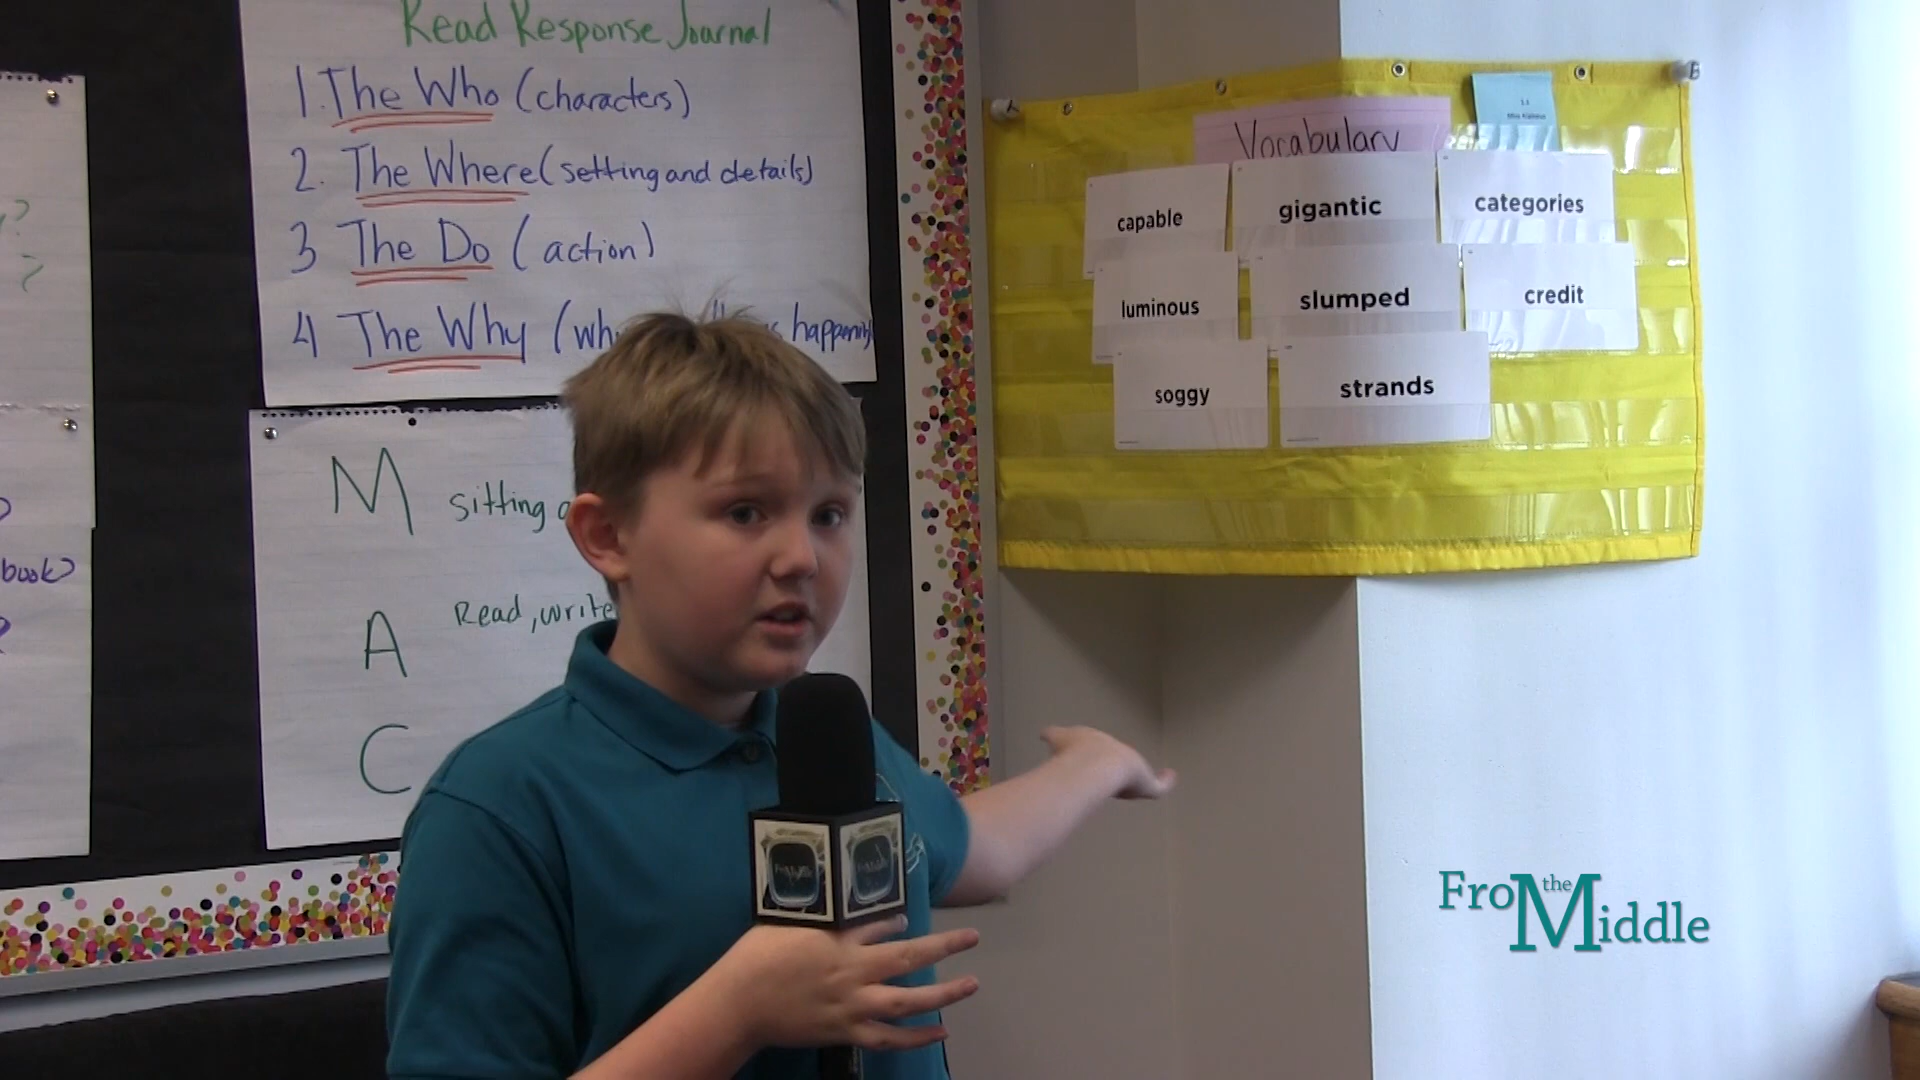 Read Response Journal
1. The Who (characters)
2. The Where (setting and details)
3 The Do (action)
4 The Why (why happening
M sitting
A Read, write
C
book?
Vocabulary
capable gigantic categories
luminous slumped credit
soggy strands
From the Middle